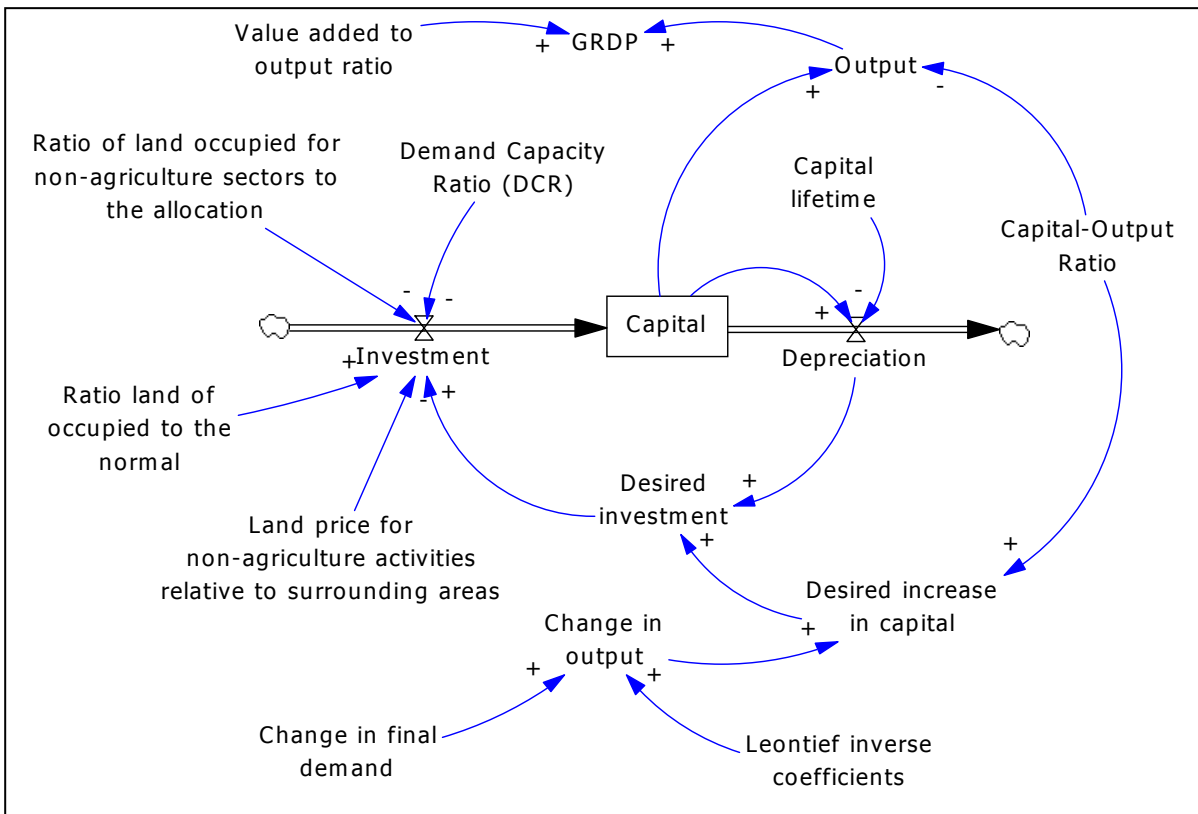 Value added to
output ratio
+
GRDP
+
Output
+
-
Ratio of land occupied for
non-agriculture sectors to
the allocation
Demand Capacity
Ratio (DCR)
Capital
lifetime
Capital-Output
Ratio
-
-
Capital
+
-
Investment
Depreciation
+
-
+
Ratio land of
occupied to the
normal
Land price for
non-agriculture activities
relative to surrounding areas
Desired
investment
+
+
+
Desired increase
in capital
+
Change in
output
+
+
Change in final
demand
Leontief inverse
coefficients